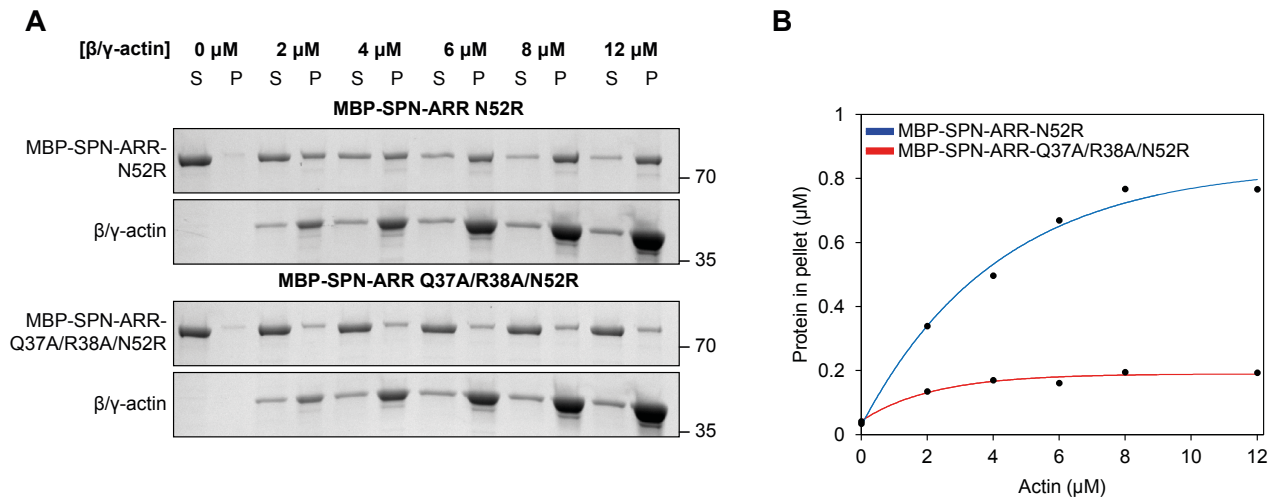 A
[β/γ-actin] 0 µM 2 µM 4 µM 6 µM 8 µM 12 µM
S P S P S P S P S P S P
MBP-SPN-ARR N52R
MBP-SPN-ARR-
N52R
70
β/γ-actin
35
MBP-SPN-ARR Q37A/R38A/N52R
MBP-SPN-ARR-
Q37A/R38A/N52R
70
β/γ-actin
35
B
MBP-SPN-ARR-N52R
MBP-SPN-ARR-Q37A/R38A/N52R
Protein in pellet (µM)
1
0.8
0.6
0.4
0.2
0
0 2 4 6 8 10 12
Actin (µM)